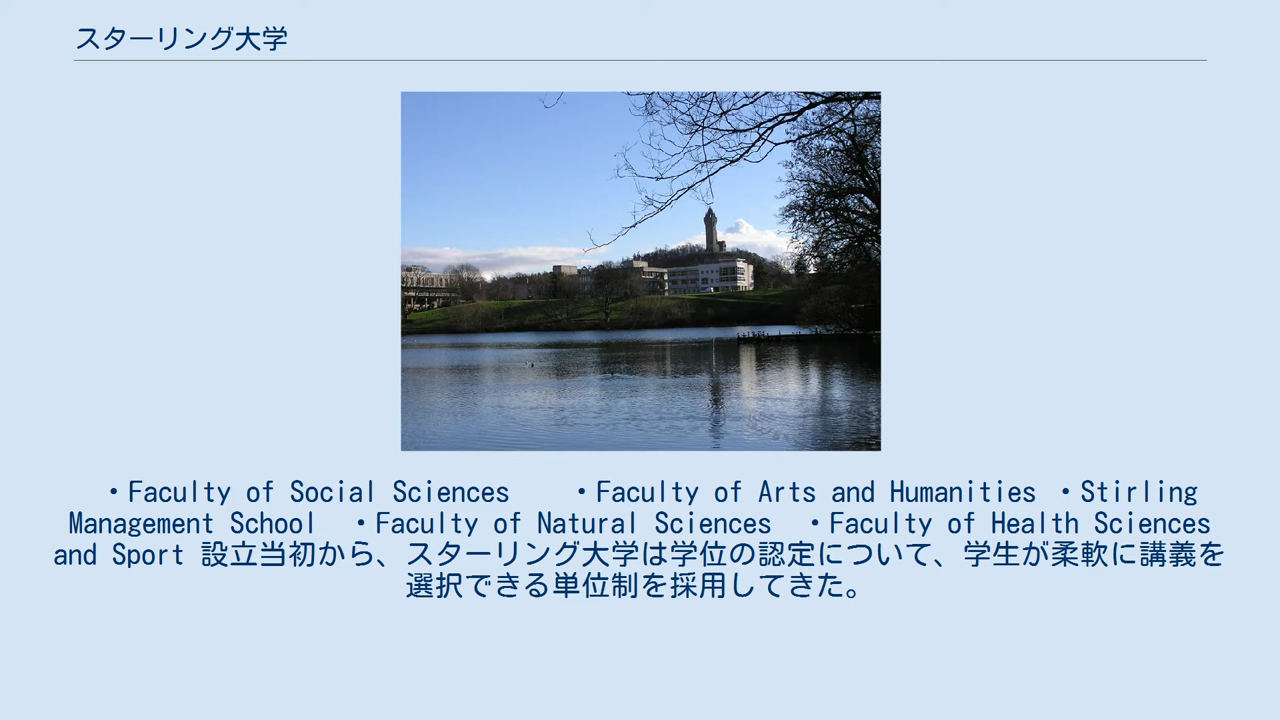 スターリング大学
・Faculty of Social Sciences　　・Faculty of Arts and Humanities ・Stirling
Management School　・Faculty of Natural Sciences　・Faculty of Health Sciences
and Sport 設立当初から、スターリング大学は学位の認定について、学生が柔軟に講義を
選択できる単位制を採用してきた。